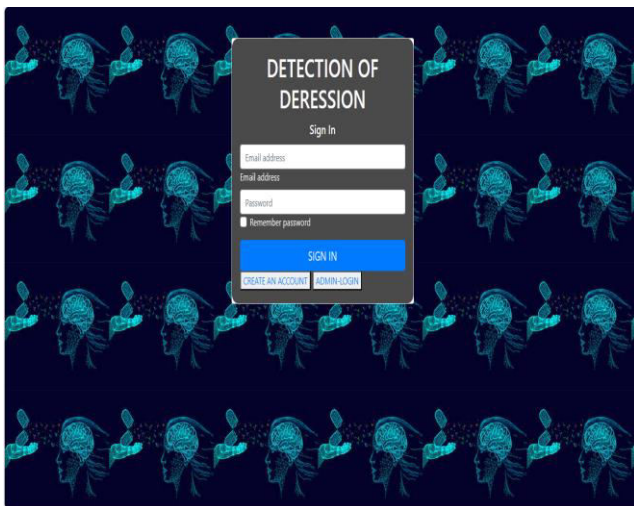 DETECTION OF
DERESSION
Sign In
Email address
Email address
Password
Remember password
SIGN IN
CREATE AN ACCOUNT ADMIN-LOGIN